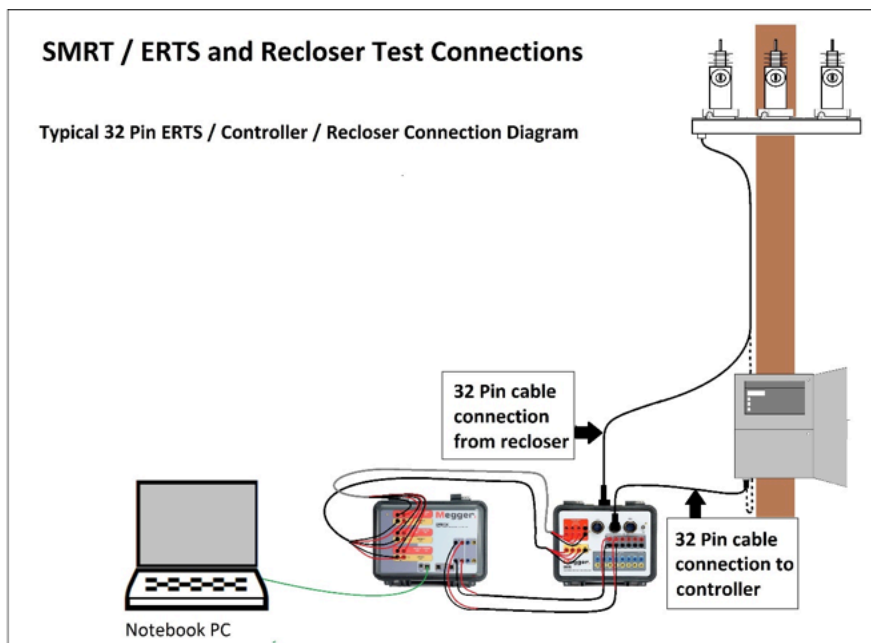 SMRT / ERTS and Recloser Test Connections
Typical 32 Pin ERTS / Controller / Recloser Connection Diagram
32 Pin cable
connection
from recloser
Megger
32 Pin cable
connection to
controller
Notebook PC